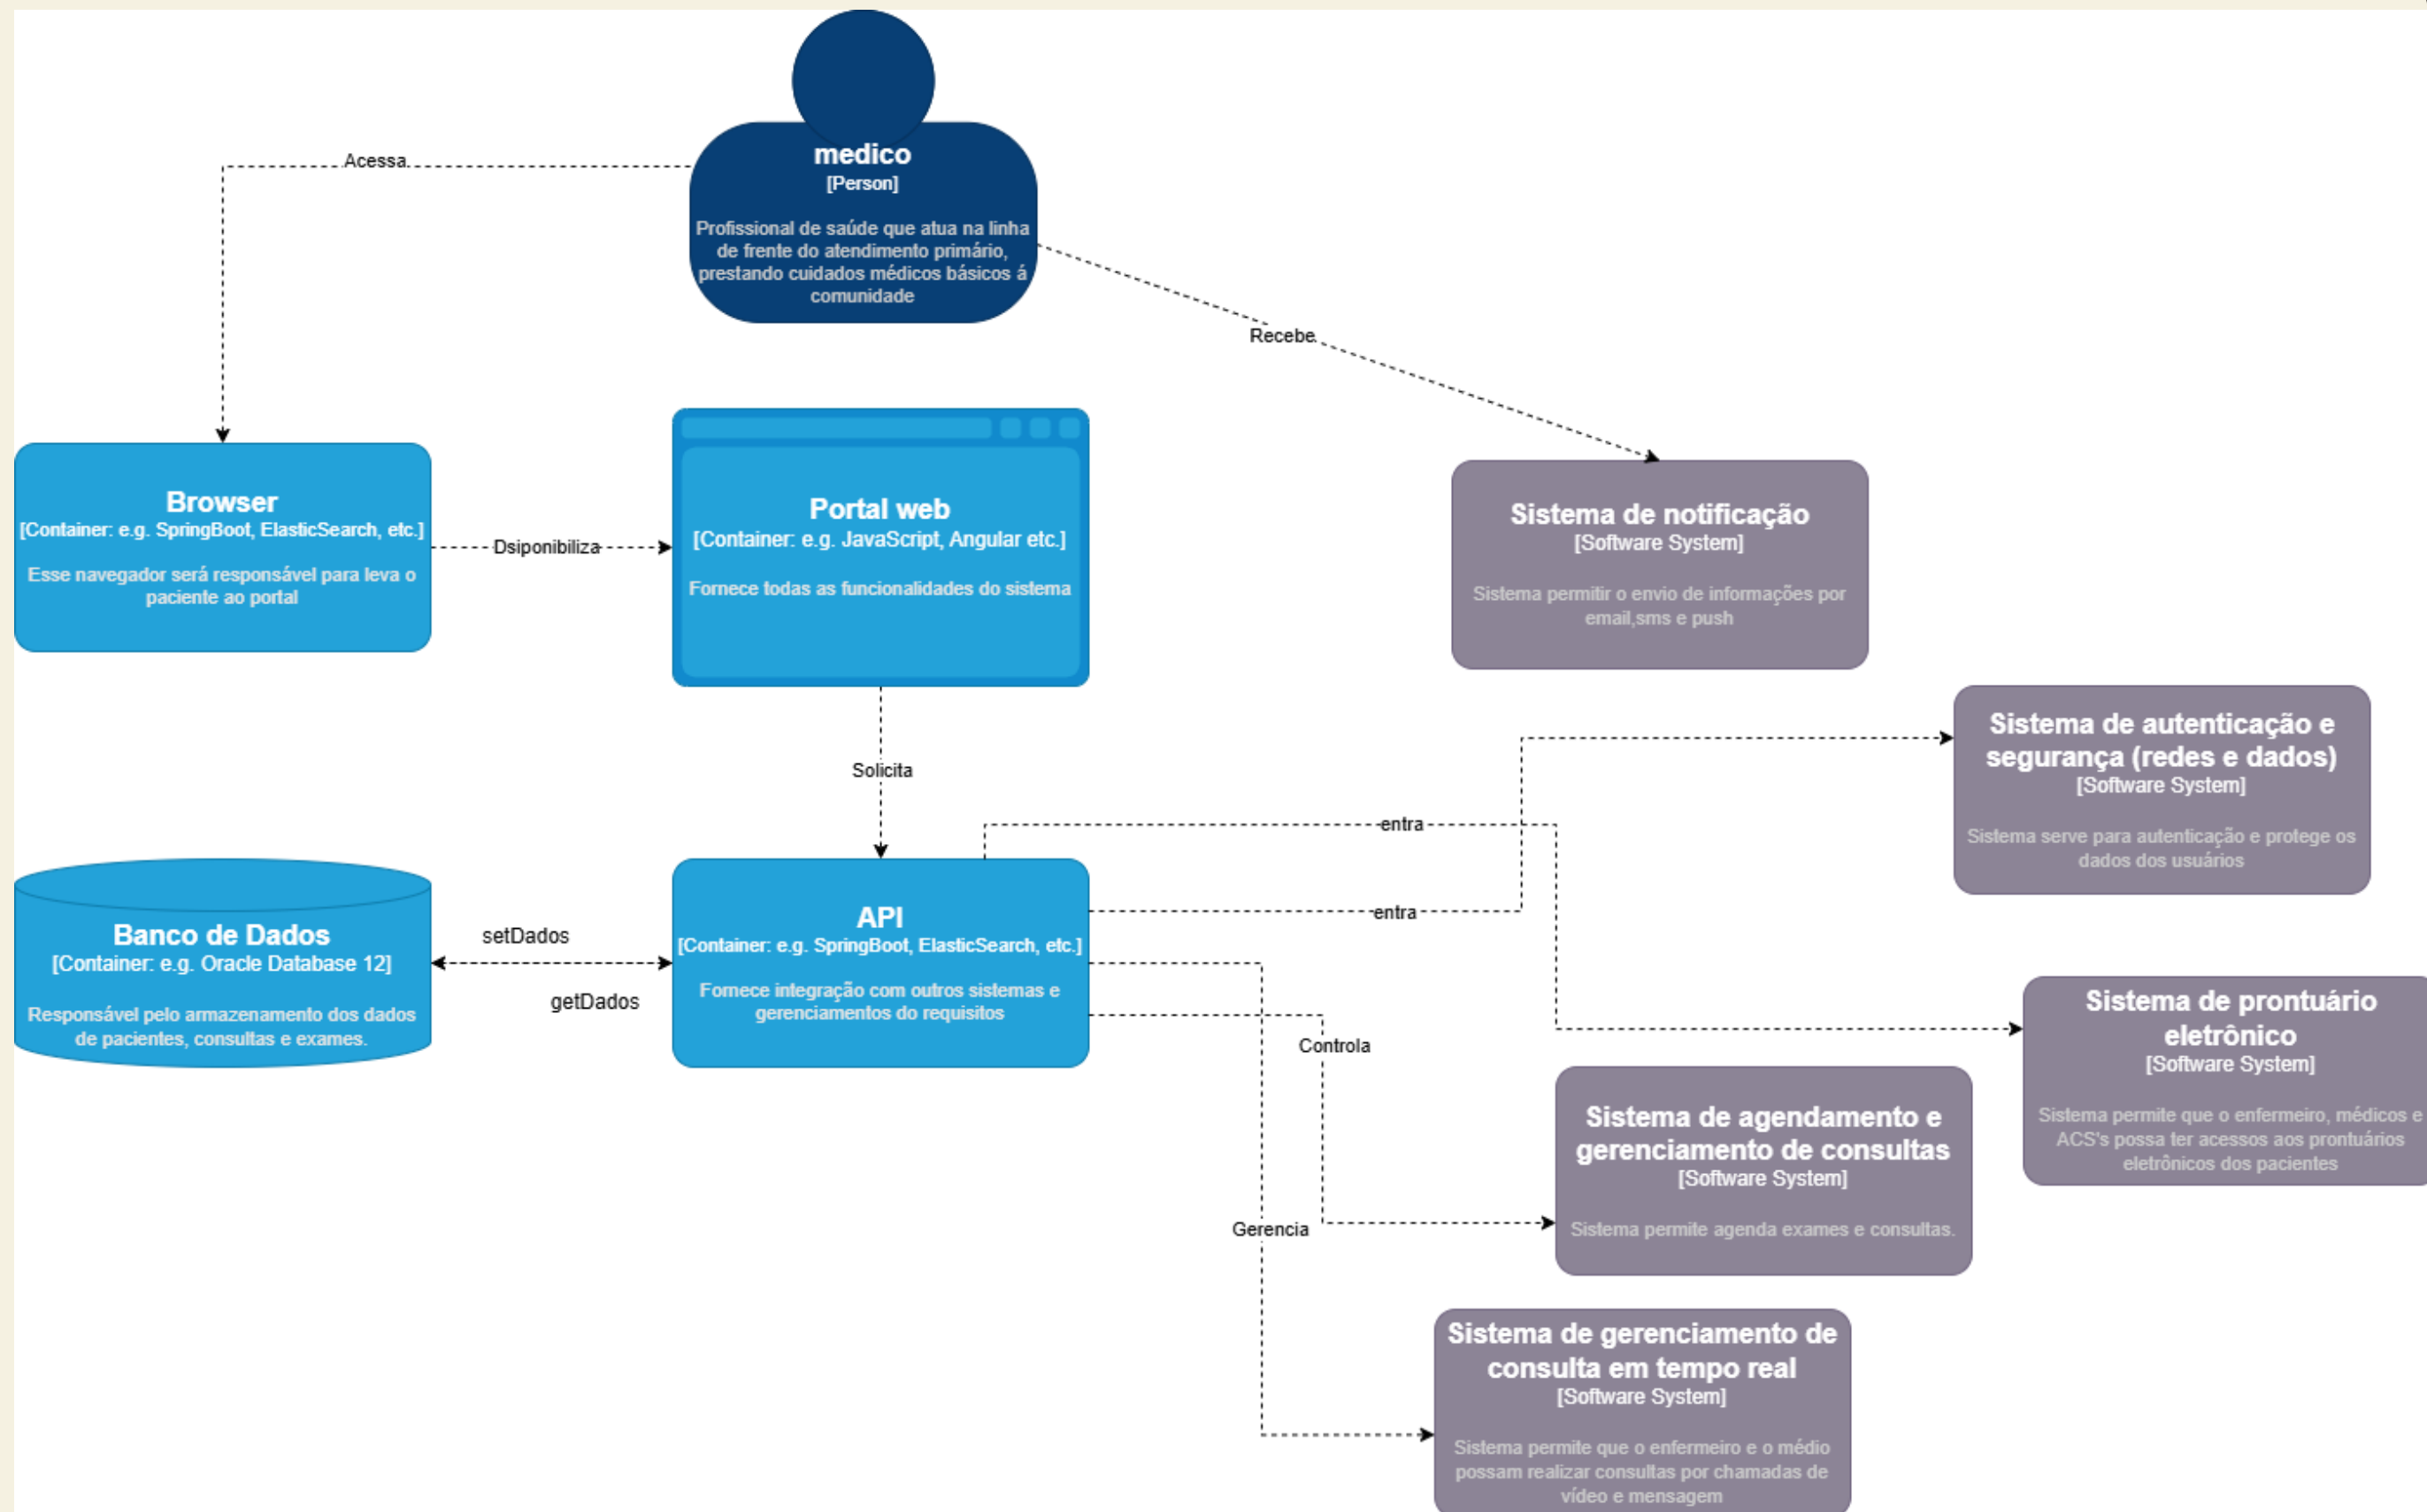 medico
[Person]
Profissional de saúde que atua na linha
de frente do atendimento primário,
prestando cuidados médicos básicos á
comunidade
Acessa
Recebe
Browser
[Container: e.g. SpringBoot, ElasticSearch, etc.]
Esse navegador será responsável para leva o
paciente ao portal
Dsiponibiliza
Portal web
[Container: e.g. JavaScript, Angular etc.]
Fornece todas as funcionalidades do sistema
Sistema de notificação
[Software System]
Sistema permitir o envio de informações por
email,sms e push
Solicita
Sistema de autenticação e
segurança (redes e dados)
[Software System]
Sistema serve para autenticação e protege os
dados dos usuários
entra
entra
Banco de Dados
[Container: e.g. Oracle Database 12]
Responsável pelo armazenamento dos dados
de pacientes, consultas e exames.
setDados
getDados
API
[Container: e.g. SpringBoot, ElasticSearch, etc.]
Fornece integração com outros sistemas e
gerenciamentos do requisitos
Controla
Gerencia
Sistema de prontuário
eletrônico
[Software System]
Sistema permite que o enfermeiro, médicos e
ACS's possa ter acessos aos prontuários
eletrônicos dos pacientes
Sistema de agendamento e
gerenciamento de consultas
[Software System]
Sistema permite agenda exames e consultas.
Sistema de gerenciamento de
consulta em tempo real
[Software System]
Sistema permite que o enfermeiro e o médio
possam realizar consultas por chamadas de
vídeo e mensagem